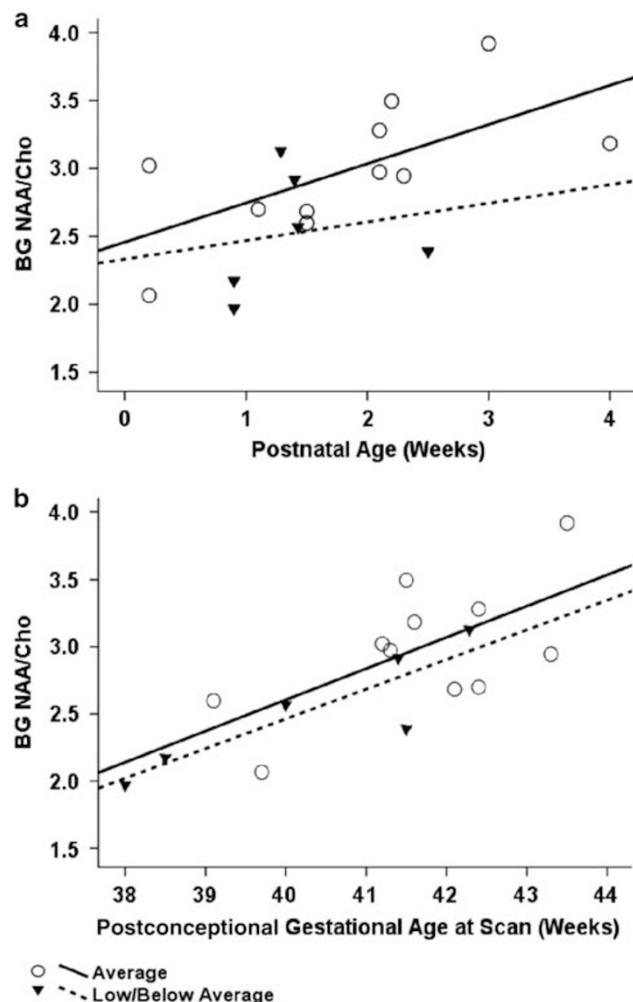 a
4.0
3.5
3.0
2.5
2.0
1.5
BG NAA/Cho
0 1 2 3 4
Postnatal Age (Weeks)
b
4.0
3.5
3.0
2.5
2.0
1.5
BG NAA/Cho
38 39 40 41 42 43 44
Postconceptional Gestational Age at Scan (Weeks)
Average
Low/Below Average